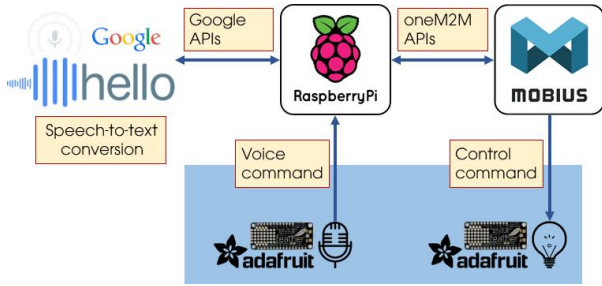 Google
hello
Speech-to-text
conversion
Google
APIs
RaspberryPi
oneM2M
APIs
MOBIUS
Voice
command
Control
command
adafruit
adafruit